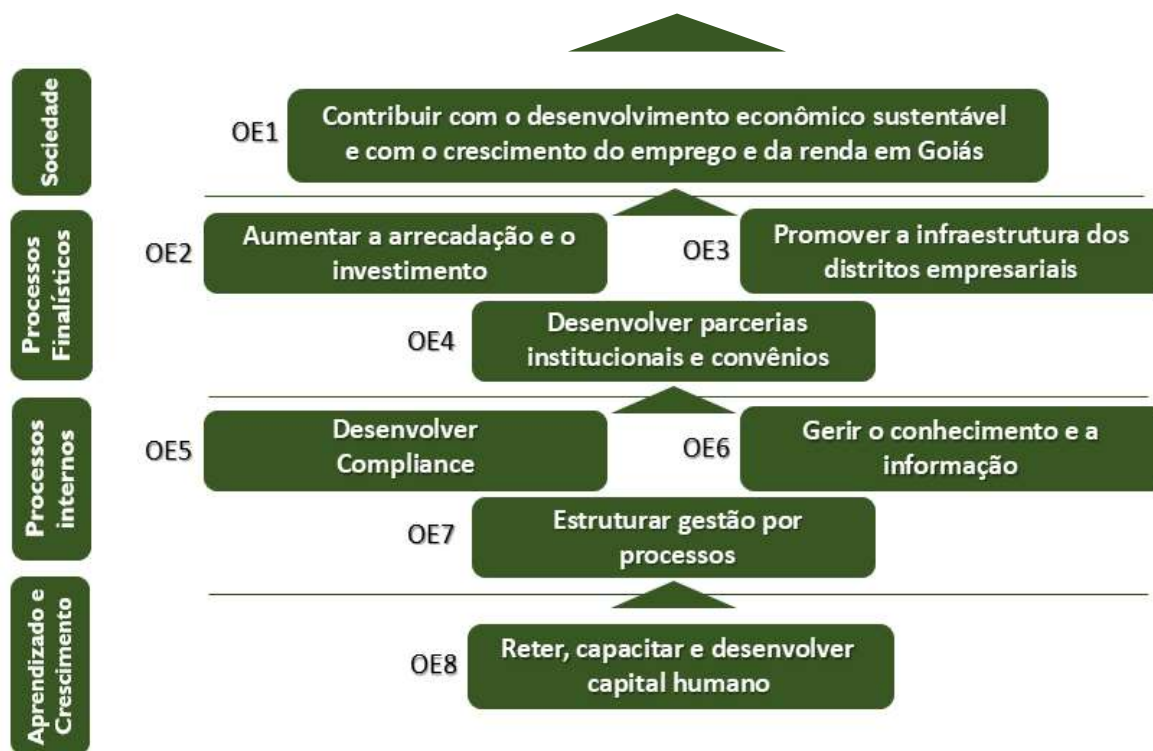 Sociedade
OE1
Contribuir com o desenvolvimento econômico sustentável
e com o crescimento do emprego e da renda em Goiás
Processos
Finalísticos
OE2
Aumentar a arrecadação e o
investimento
OE3
Promover a infraestrutura dos
distritos empresariais
OE4
Desenvolver parcerias
institucionais e convênios
Processos
internos
OE5
Desenvolver
Compliance
OE6
Gerir o conhecimento e a
informação
OE7
Estruturar gestão por
processos
Aprendizado e
Crescimento
OE8
Reter, capacitar e desenvolver
capital humano